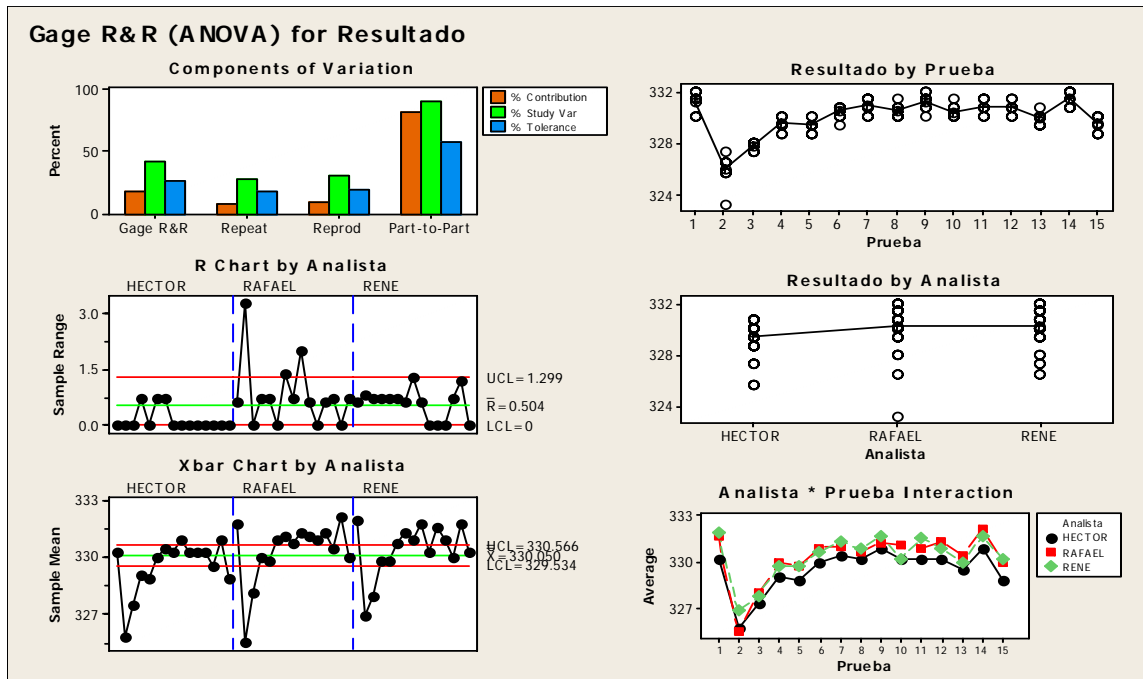 Gage R&R (ANOVA) for Resultado
Components of Variation
100
50
0
Percent
Gage R&R Repeat Reprod Part-to-Part
% Contribution
% Study Var
% Tolerance
R Chart by Analista
HECTOR RAFAEL RENE
3.0
1.5
0.0
Sample Range
UCL=1.299
R=0.504
LCL=0
Xbar Chart by Analista
HECTOR RAFAEL RENE
333
330
327
Sample Mean
UCL=330.566
X=330.050
LCL=329.534
Resultado by Prueba
332
328
324
1 2 3 4 5 6 7 8 9 10 11 12 13 14 15
Prueba
Resultado by Analista
332
328
324
HECTOR RAFAEL RENE
Analista
Analista * Prueba Interaction
333
330
327
Average
1 2 3 4 5 6 7 8 9 10 11 12 13 14 15
Prueba
Analista
HECTOR
RAFAEL
RENE